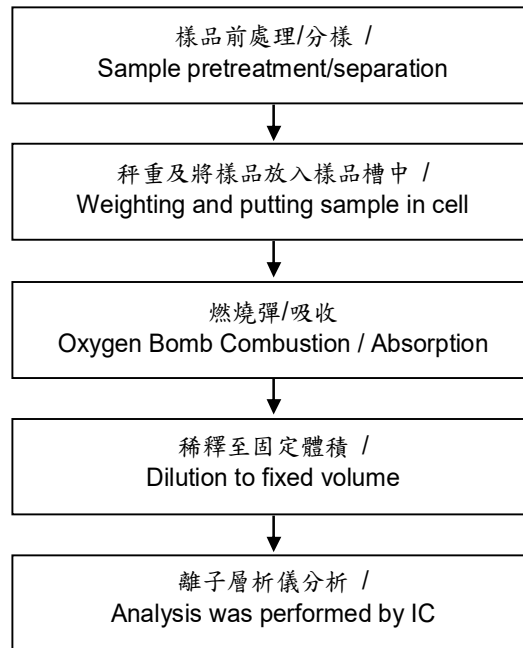 樣品前處理/分樣 /
Sample pretreatment/separation
秤重及將樣品放入樣品槽中 /
Weighting and putting sample in cell
燃燒彈/吸收
Oxygen Bomb Combustion / Absorption
稀釋至固定體積 /
Dilution to fixed volume
離子層析儀分析 /
Analysis was performed by IC